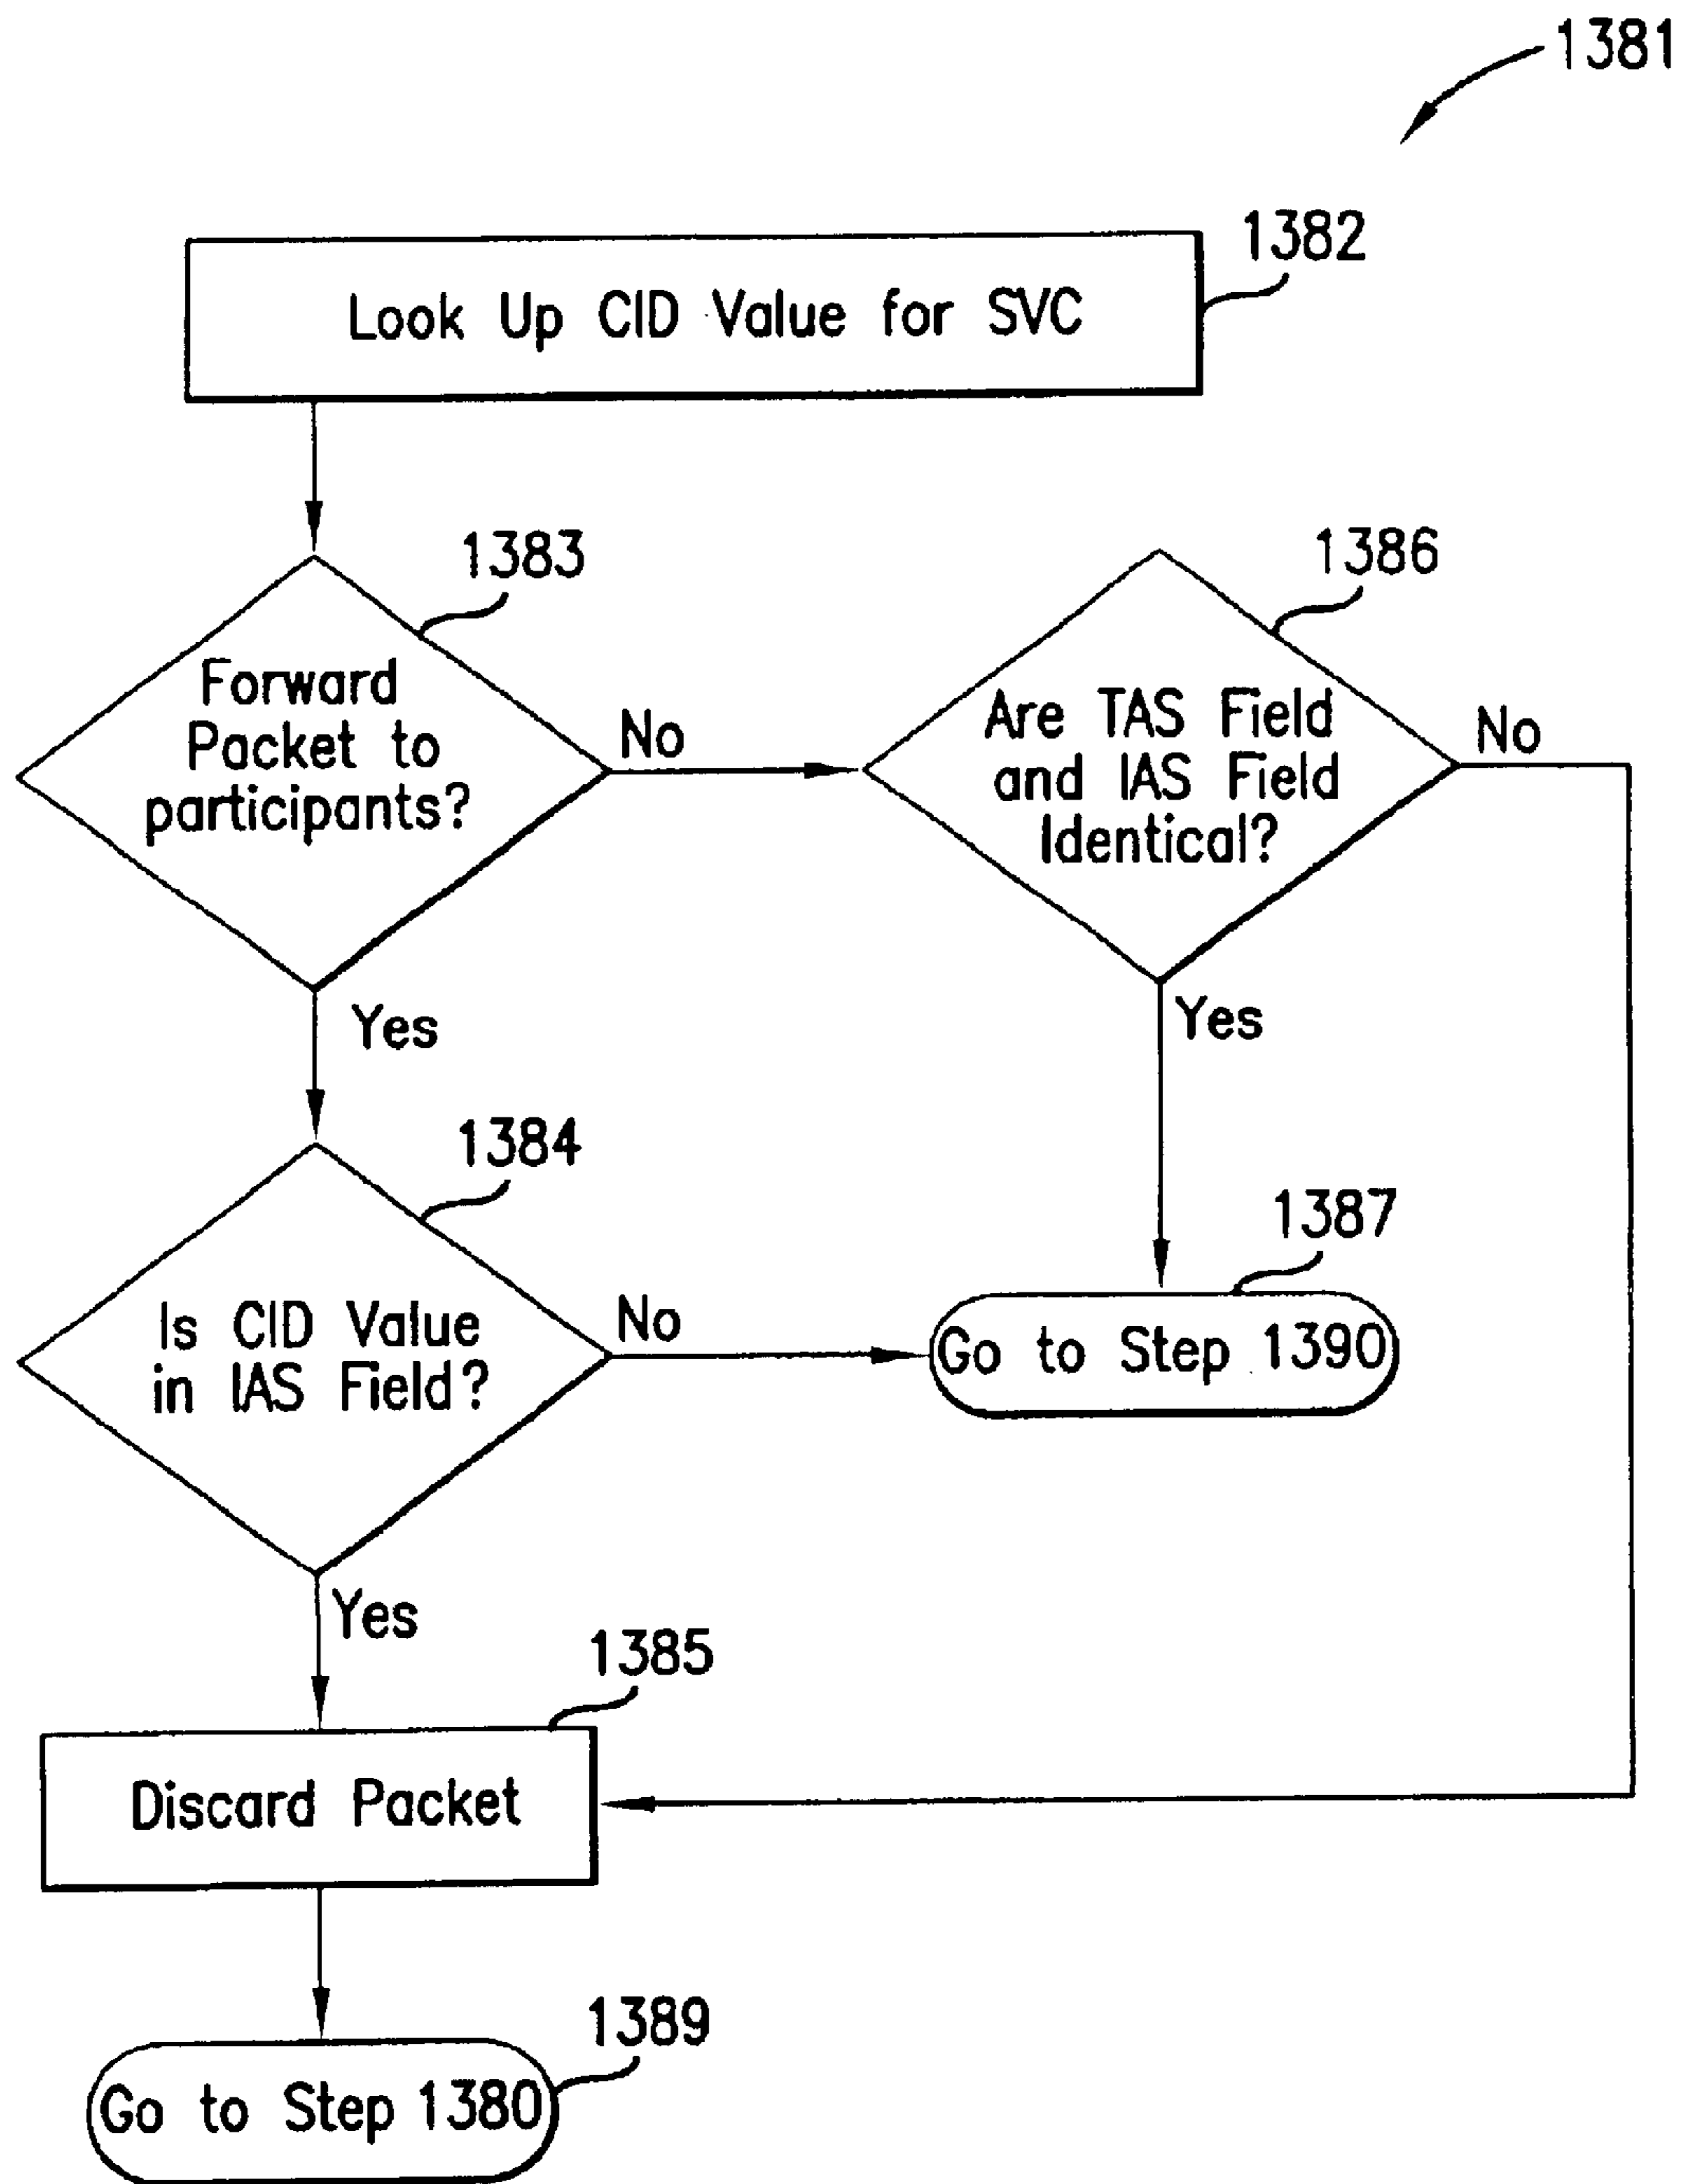 1381
1382
Look Up CID Value for SVC
1383
Forward
Packet to
participants?
No
1386
Are TAS Field
and IAS Field
Identical?
No
Yes
Yes
1384
Is CID Value
in IAS Field?
No
1387
Go to Step 1390
Yes
1385
Discard Packet
1389
Go to Step 1380